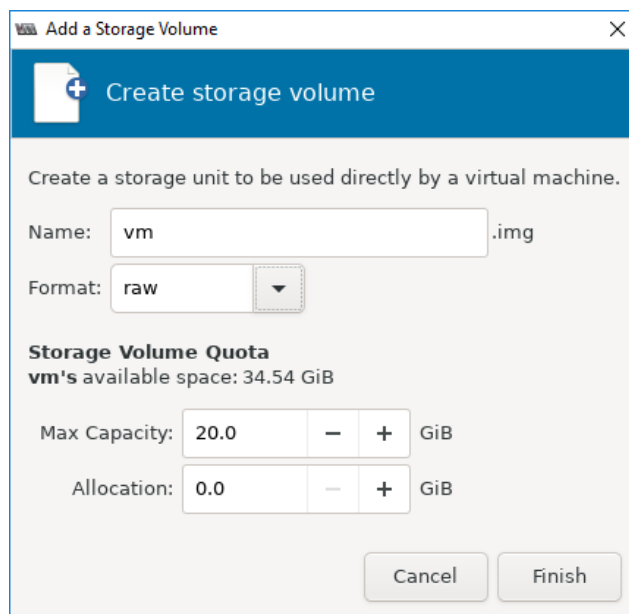 Add a Storage Volume
Create storage volume
Create a storage unit to be used directly by a virtual machine.
Name: vm .img
Format: raw
Storage Volume Quota
vm's available space: 34.54 GiB
Max Capacity: 20.0 − + GiB
Allocation: 0.0 − + GiB
Cancel Finish